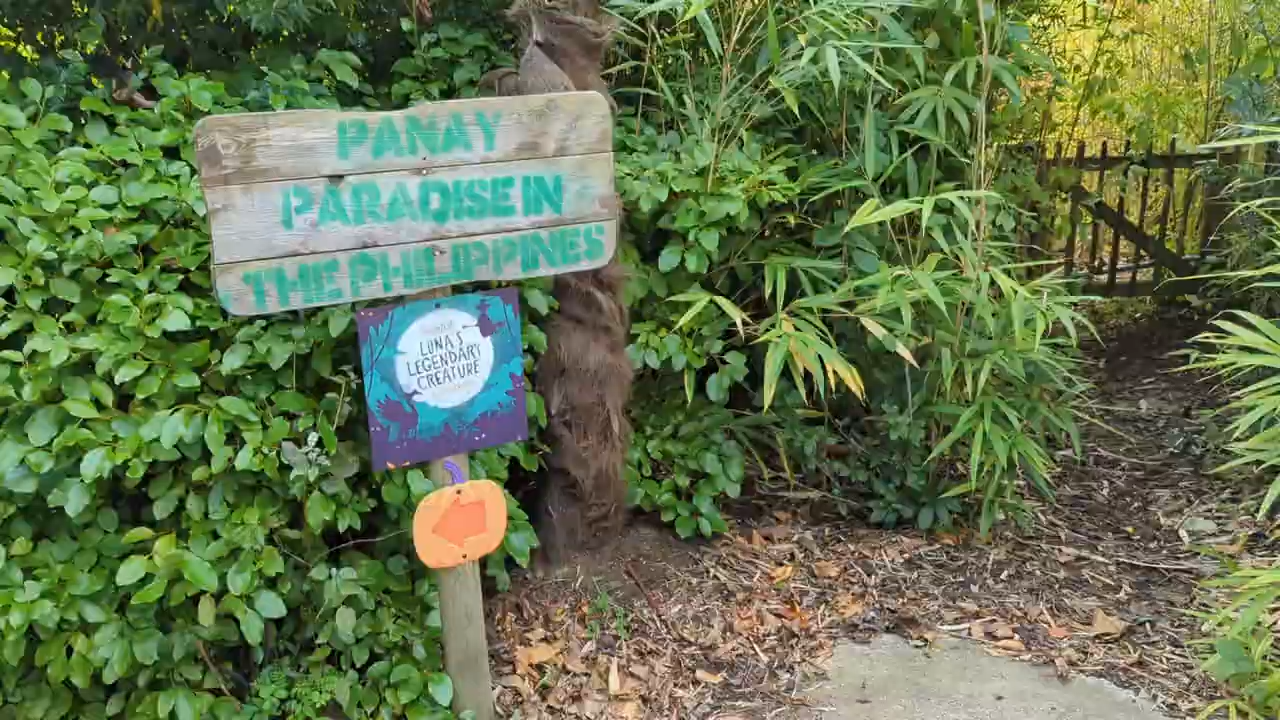 PANAY
PARADISE IN
THE PHILIPPINES
LUNA'S
LEGENDARY
CREATURE